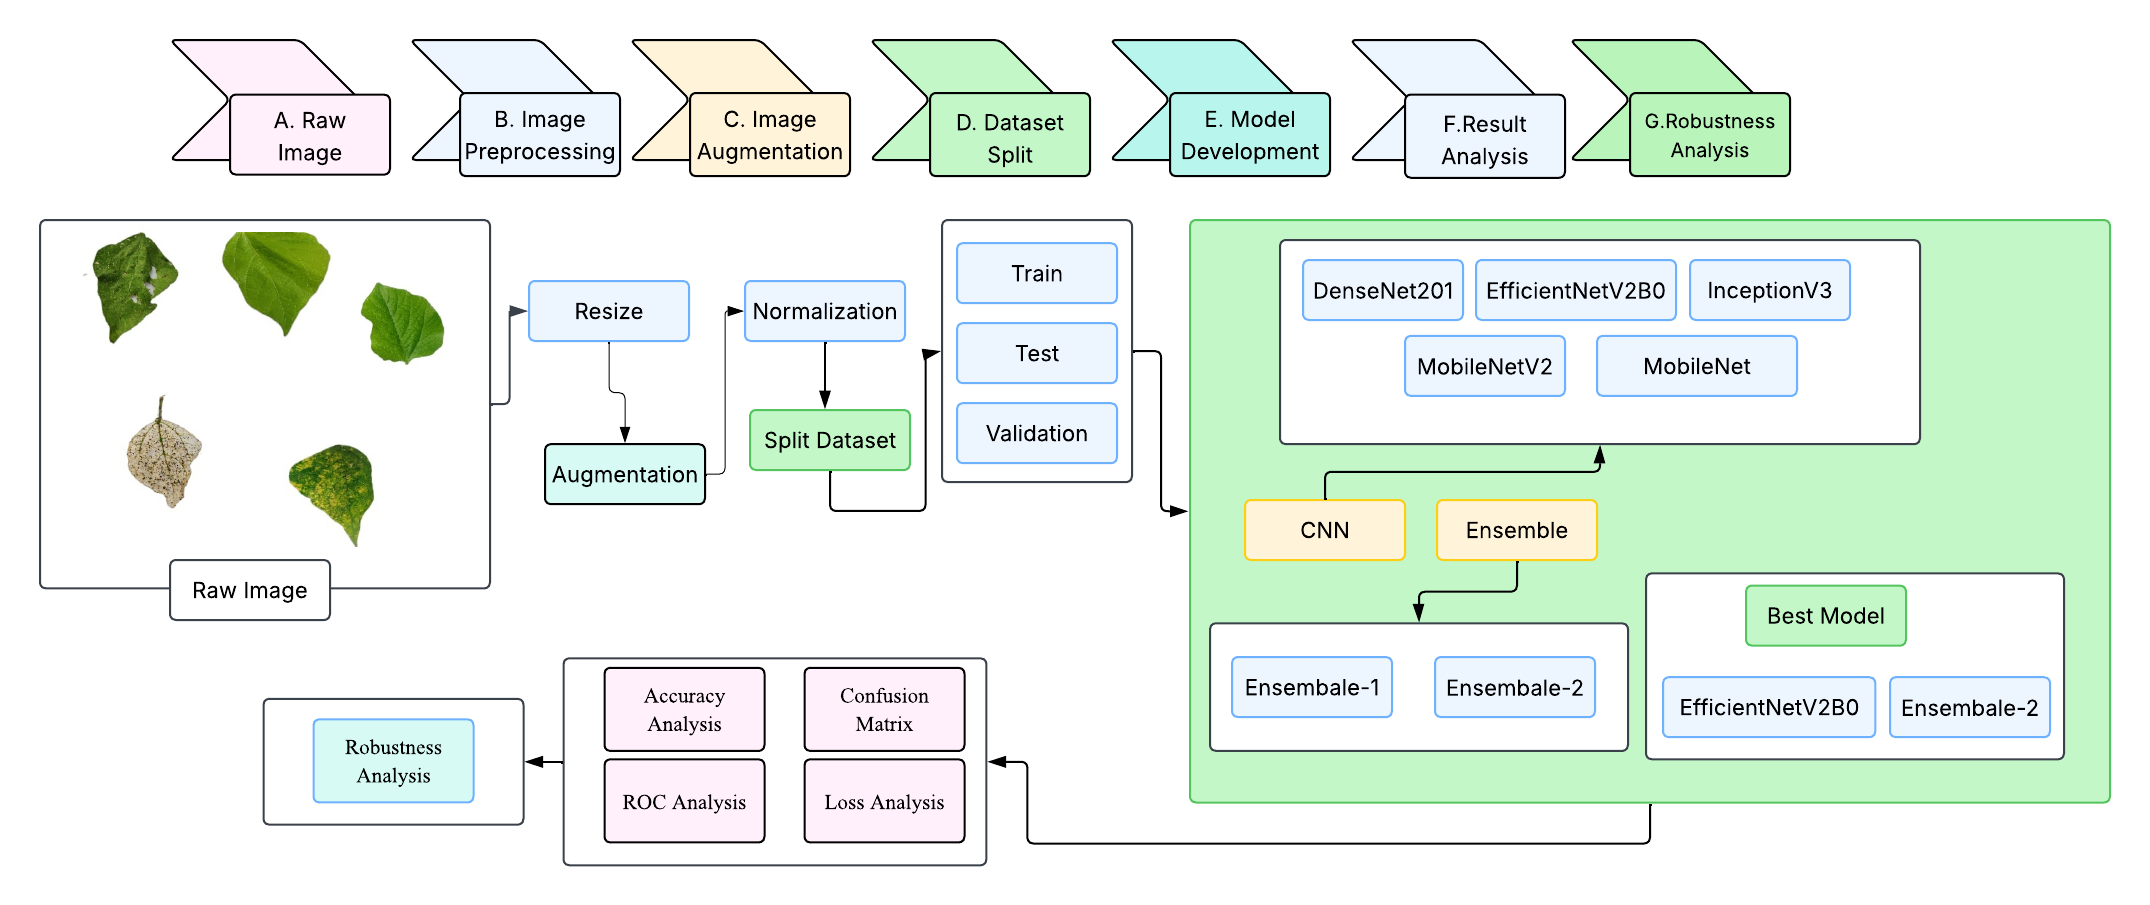 A. Raw
Image
B. Image
Preprocessing
C. Image
Augmentation
D. Dataset
Split
E. Model
Development
F.Result
Analysis
G.Robustness
Analysis
Raw Image
Resize
Augmentation
Normalization
Split Dataset
Train
Test
Validation
DenseNet201
EfficientNetV2B0
InceptionV3
MobileNetV2
MobileNet
CNN
Ensemble
Ensembale-1
Ensembale-2
Best Model
EfficientNetV2B0
Ensembale-2
Accuracy
Analysis
Confusion
Matrix
ROC Analysis
Loss Analysis
Robustness
Analysis